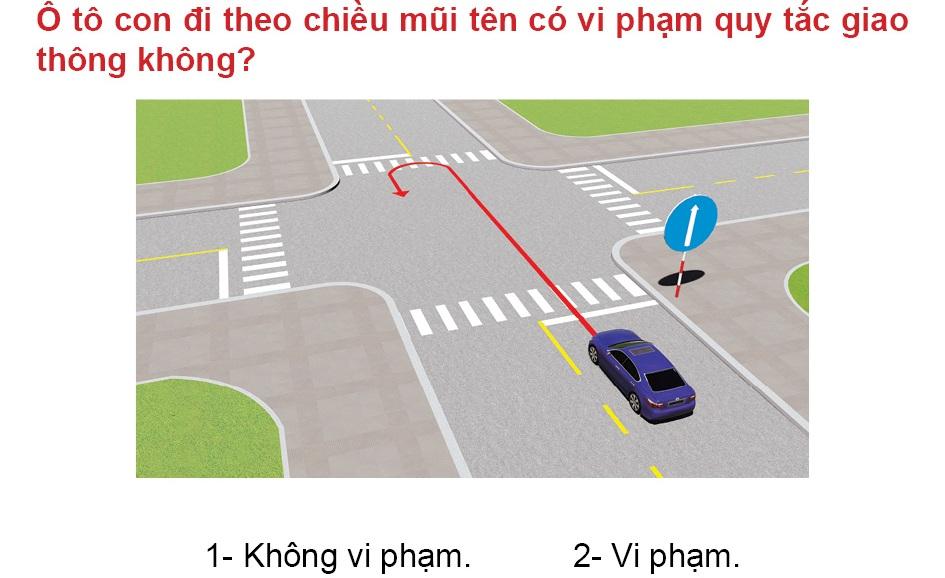 Ô tô con đi theo chiều mũi tên có vi phạm quy tắc giao
thông không?
1- Không vi phạm. 2- Vi phạm.